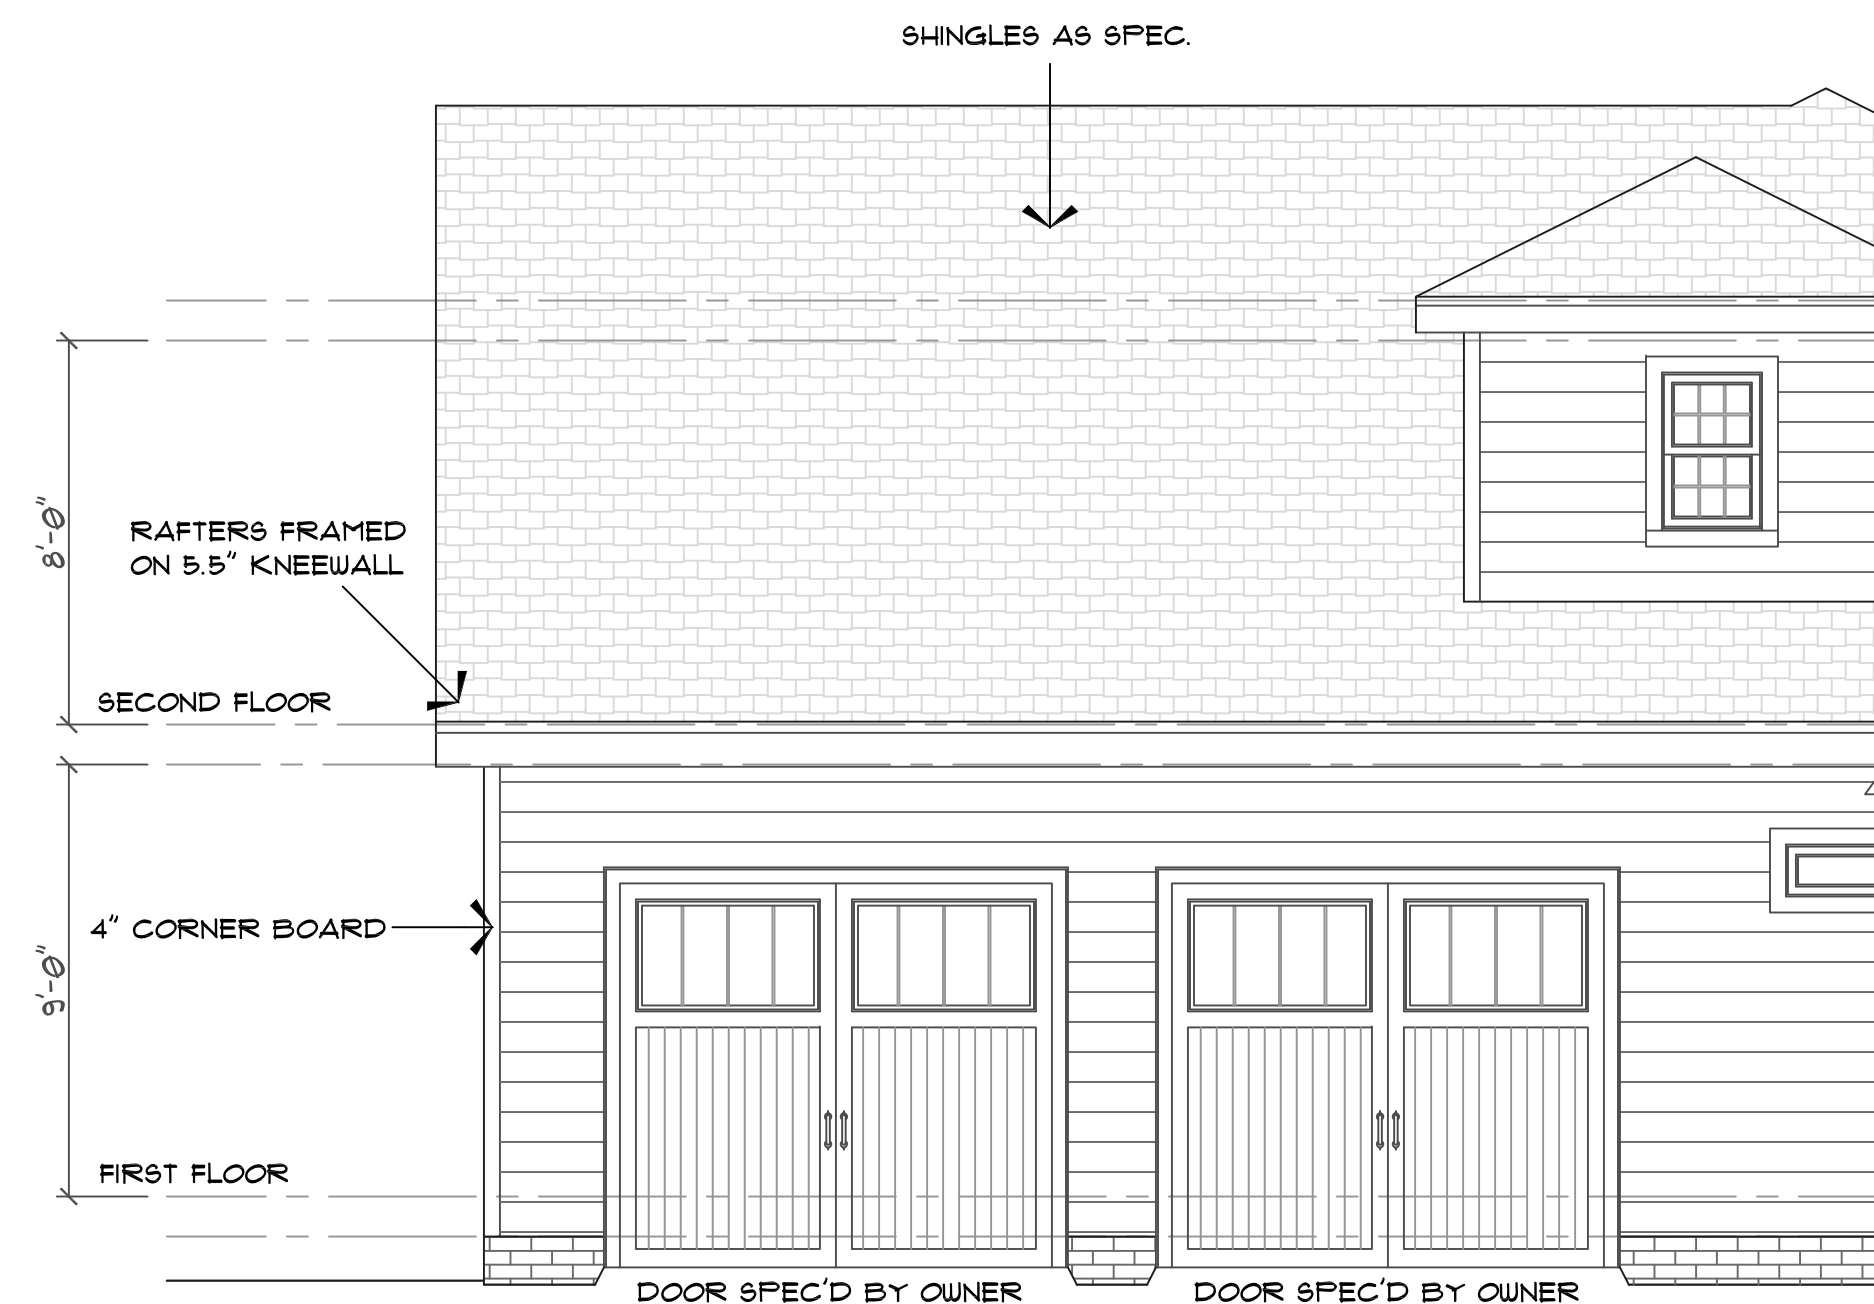 SHINGLES AS SPEC.
8'-0"
RAFTERS FRAMED
ON 5.5" KNEEWALL
SECOND FLOOR
4" CORNER BOARD
9'-0"
FIRST FLOOR
DOOR SPEC'D BY OWNER
DOOR SPEC'D BY OWNER